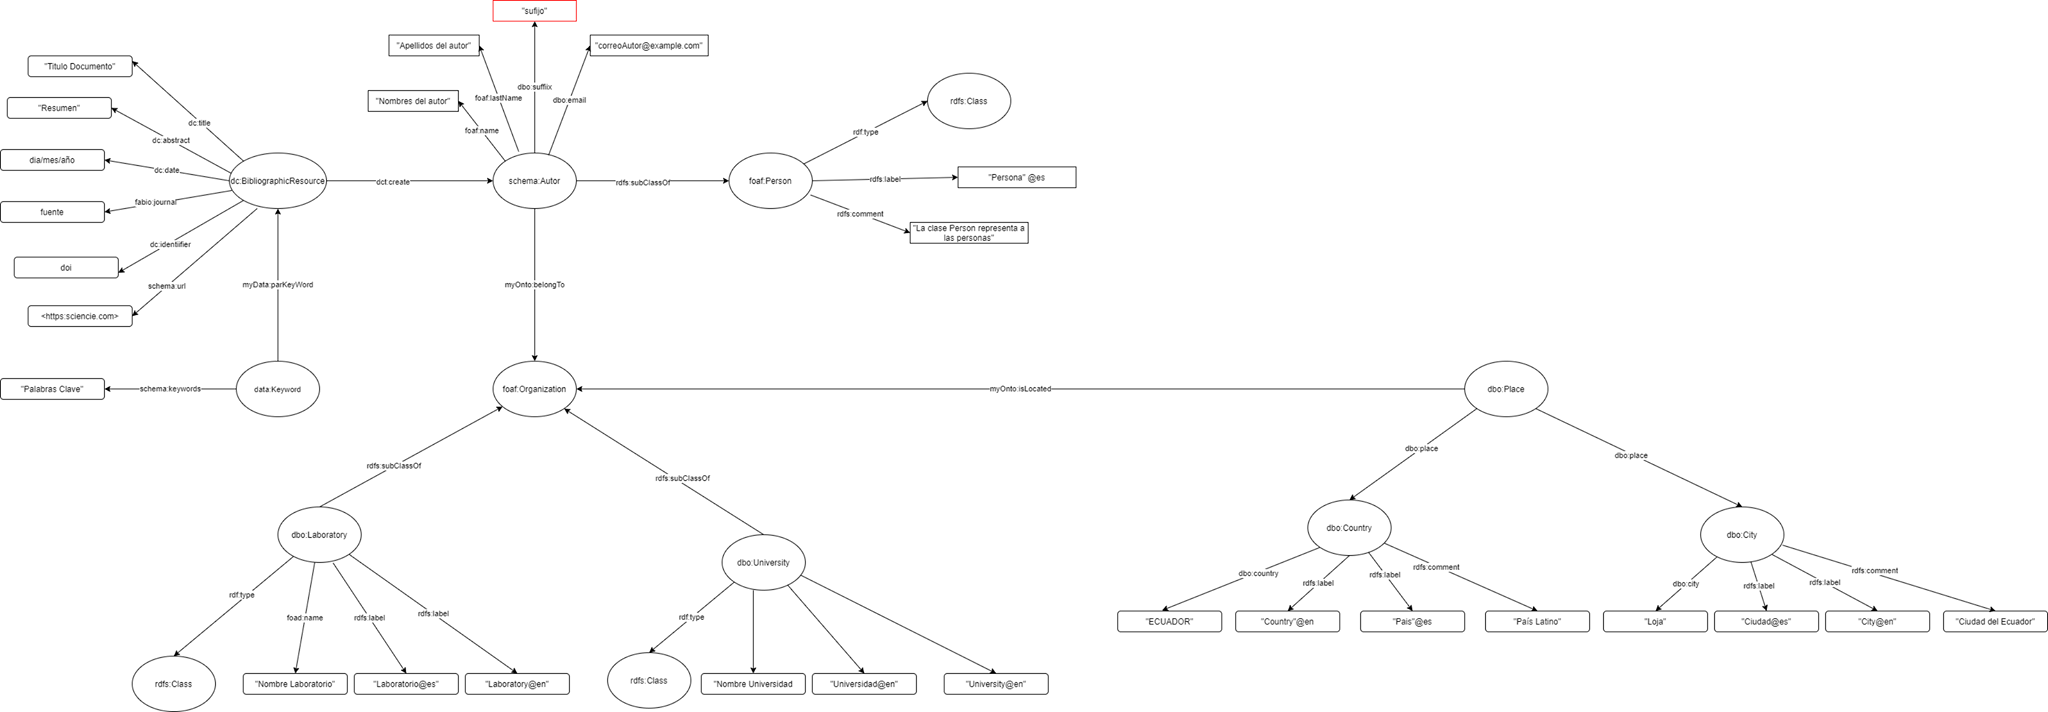 "sufijo"
"Apellidos del autor"
"correoAutor@example.com"
"Titulo Documento"
dbo:suffiix
foaf:lastName
dbo:email
"Nombres del autor"
rdfs:Class
"Resumen"
dc:title
foaf:name
rdf:type
dc:abstract
dia/mes/año
dc:date
"Persona" @es
dc:BibliographicResource
dct:create
schema:Autor
rdfs:subClassOf
foaf:Person
rdfs:label
fabio:journal
fuente
rdfs:comment
"La clase Person representa a
las personas"
dc:identiifier
doi
schema:url
myData:parKeyWord
myOnto:belongTo
<https:sciencie.com>
"Palabras Clave"
schema:keywords
data:Keyword
foaf:Organization
myOnto:isLocated
dbo:Place
dbo:place
dbo:place
rdfs:subClassOf
rdfs:subClassOf
dbo:Laboratory
dbo:University
dbo:Country
dbo:City
dbo:country
rdfs:label
rdfs:label
rdfs:comment
dbo:city
rdfs:label
rdfs:label
rdfs:comment
rdf:type
foad:name
rdfs:label
rdfs:label
rdf:type
"ECUADOR"
"Country"@en
"Pais"@es
"País Latino"
"Loja"
"Ciudad@es"
"City@en"
"Ciudad del Ecuador"
rdfs:Class
"Nombre Laboratorio"
"Laboratorio@es"
"Laboratory@en"
rdfs:Class
"Nombre Universidad
"Universidad@en"
"University@en"